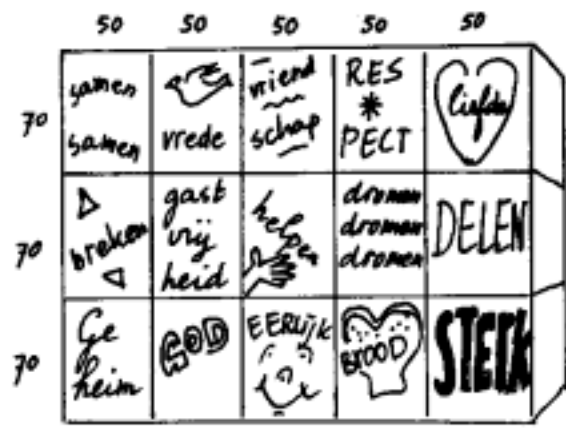 50 50 50 50 50
70
samen
samen
vrede
vriend
schap
RES
PECT
liefde
70
breken
gast
vrij
heid
helpen
dromen
dromen
dromen
DELEN
70
Ge
heim
GOD
EERLIJK
BROOD
STERK